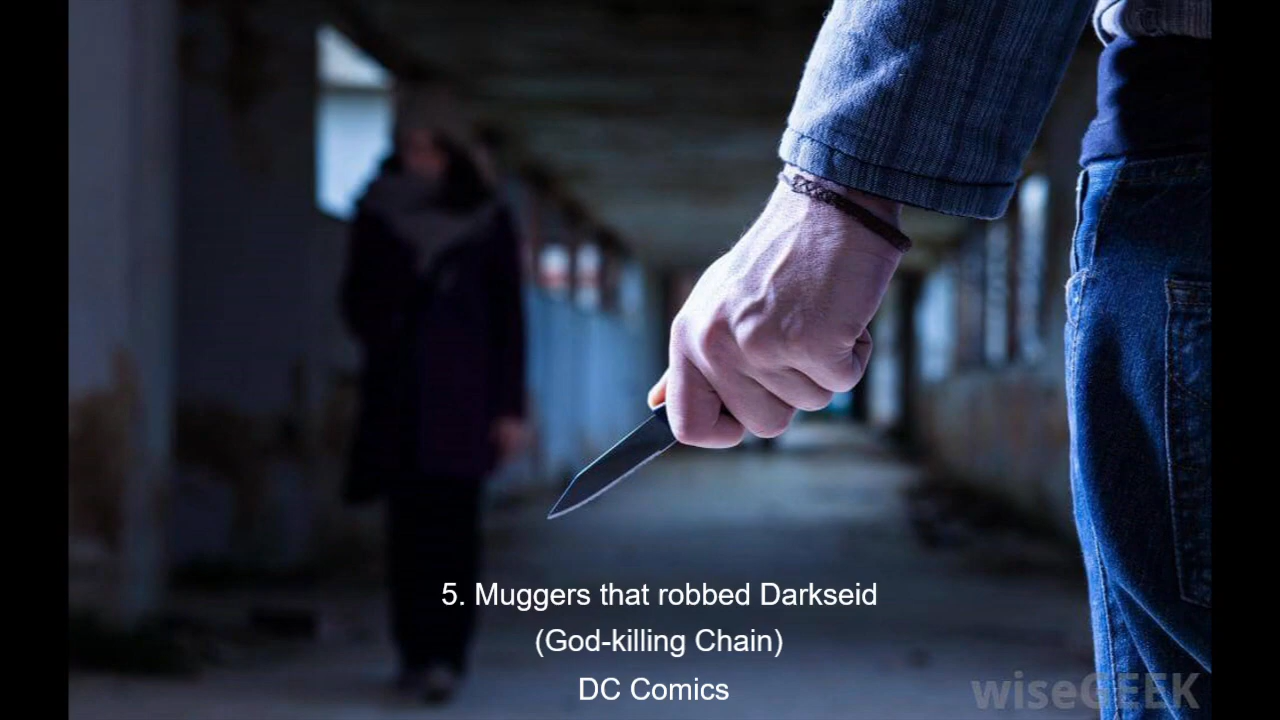 5. Muggers that robbed Darkseid
(God-killing Chain)
DC Comics
wiseGEEK